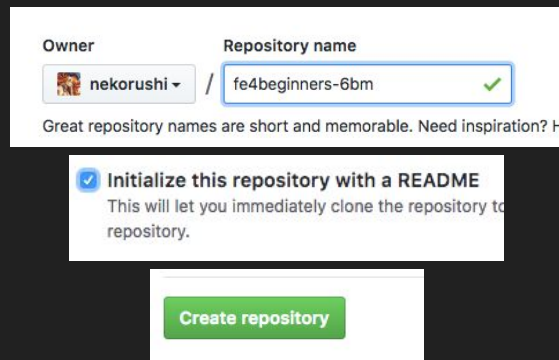 Owner Repository name
nekorushi / fe4beginners-6bm
Great repository names are short and memorable. Need inspiration?
Initialize this repository with a README
This will let you immediately clone the repository to
repository.
Create repository